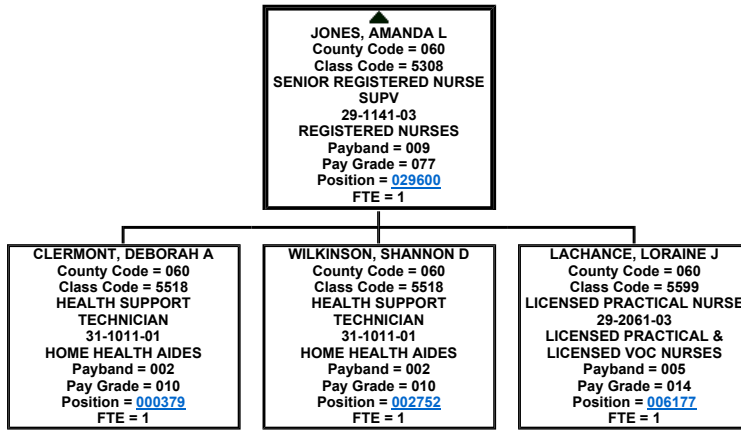 JONES, AMANDA L
County Code = 060
Class Code = 5308
SENIOR REGISTERED NURSE
SUPV
29-1141-03
REGISTERED NURSES
Payband = 009
Pay Grade = 077
Position = 029600
FTE = 1
CLERMONT, DEBORAH A
County Code = 060
Class Code = 5518
HEALTH SUPPORT
TECHNICIAN
31-1011-01
HOME HEALTH AIDES
Payband = 002
Pay Grade = 010
Position = 000379
FTE = 1
WILKINSON, SHANNON D
County Code = 060
Class Code = 5518
HEALTH SUPPORT
TECHNICIAN
31-1011-01
HOME HEALTH AIDES
Payband = 002
Pay Grade = 010
Position = 002752
FTE = 1
LACHANCE, LORAINE J
County Code = 060
Class Code = 5599
LICENSED PRACTICAL NURSE
29-2061-03
LICENSED PRACTICAL &
LICENSED VOC NURSES
Payband = 005
Pay Grade = 014
Position = 006177
FTE = 1